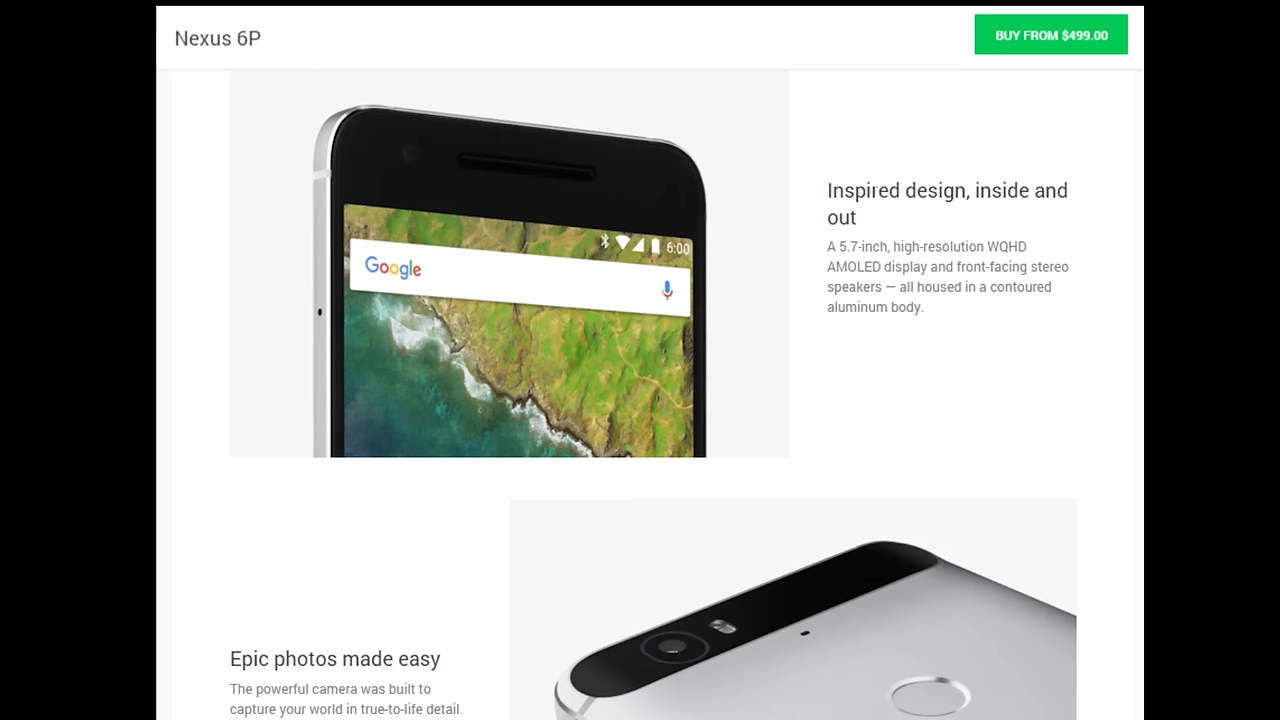 Nexus 6P
BUY FROM $499.00
6:00
Google
Inspired design, inside and
out
A 5.7-inch, high-resolution WQHD
AMOLED display and front-facing stereo
speakers — all housed in a contoured
aluminum body.
Epic photos made easy
The powerful camera was built to
capture your world in true-to-life detail.